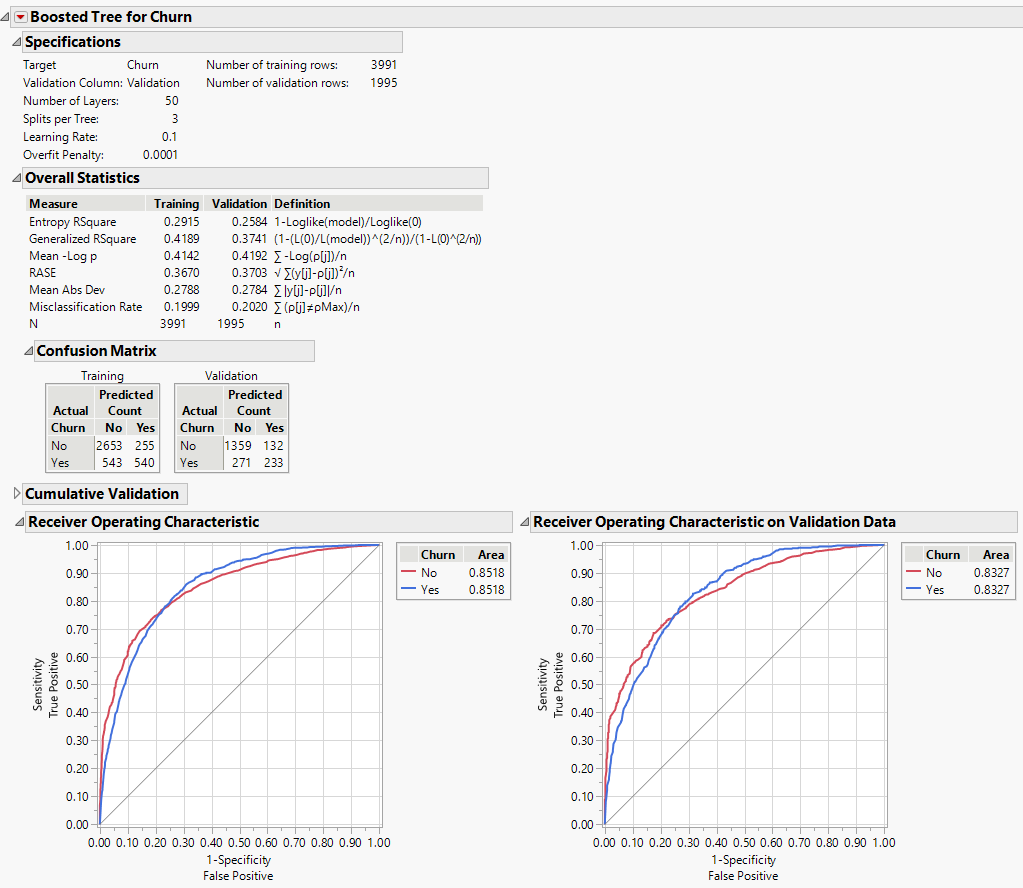 Boosted Tree for Churn
Specifications
Target Churn Number of training rows: 3991
Validation Column: Validation Number of validation rows: 1995
Number of Layers: 50
Splits per Tree: 3
Learning Rate: 0.1
Overfit Penalty: 0.0001
Overall Statistics
Measure Training Validation Definition
Entropy RSquare 0.2915 0.2584 1-Loglike(model)/Loglike(0)
Generalized RSquare 0.4189 0.3741 (1-(L(0)/L(model))^(2/n))/(1-L(0)^(2/n))
Mean -Log p 0.4142 0.4192 ∑ -Log(ρ[j])/n
RASE 0.3670 0.3703 √ ∑(y[j]-ρ[j])²/n
Mean Abs Dev 0.2788 0.2784 ∑ |y[j]-ρ[j]|/n
Misclassification Rate 0.1999 0.2020 ∑ (ρ[j]≠ρMax)/n
N 3991 1995 n
Confusion Matrix
Training Validation
Predicted Predicted
Actual Count Actual Count
Churn No Yes Churn No Yes
No 2653 255 No 1359 132
Yes 543 540 Yes 271 233
Cumulative Validation
Receiver Operating Characteristic
1.00
0.90
0.80
0.70
0.60
0.50
0.40
0.30
0.20
0.10
0.00
Sensitivity
True Positive
0.00 0.10 0.20 0.30 0.40 0.50 0.60 0.70 0.80 0.90 1.00
1-Specificity
False Positive
Churn Area
No 0.8518
Yes 0.8518
Receiver Operating Characteristic on Validation Data
1.00
0.90
0.80
0.70
0.60
0.50
0.40
0.30
0.20
0.10
0.00
Sensitivity
True Positive
0.00 0.10 0.20 0.30 0.40 0.50 0.60 0.70 0.80 0.90 1.00
1-Specificity
False Positive
Churn Area
No 0.8327
Yes 0.8327